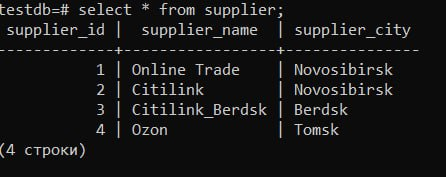 testdb=# select * from supplier;
supplier_id | supplier_name | supplier_city
-------------+-----------------+---------------
1 | Online Trade | Novosibirsk
2 | Citilink | Novosibirsk
3 | Citilink_Berdsk | Berdsk
4 | Ozon | Tomsk
(4 строки)